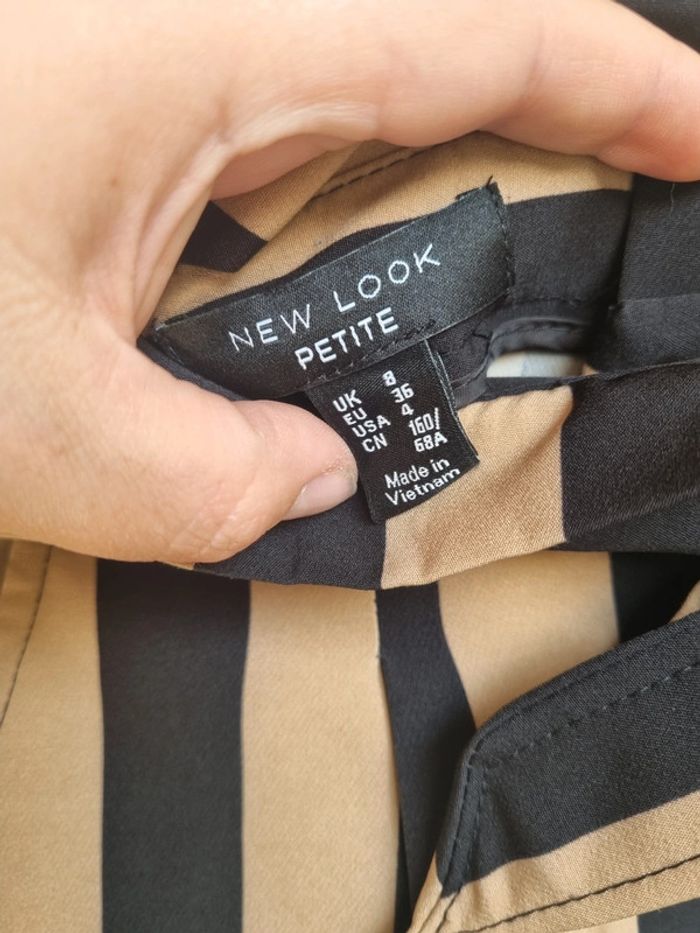 NEW LOOK
PETITE
UK 8
EU 36
USA 4
CN 160/
68A
Made in
Vietnam